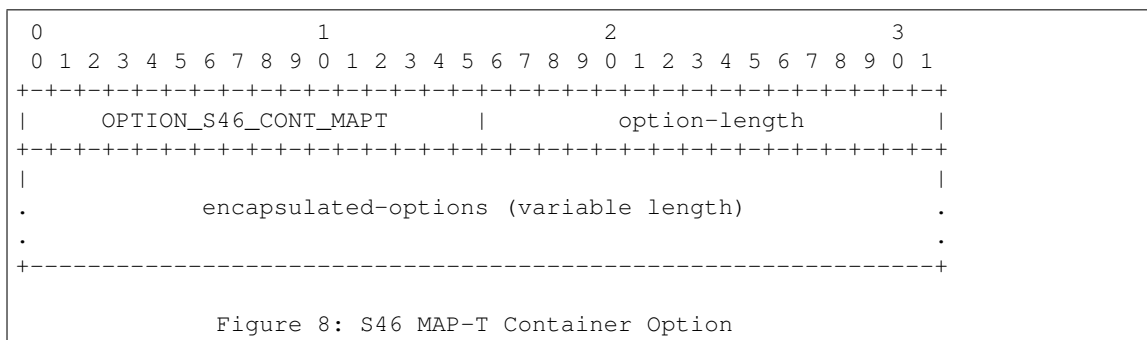 0                   1                   2                   3
 0 1 2 3 4 5 6 7 8 9 0 1 2 3 4 5 6 7 8 9 0 1 2 3 4 5 6 7 8 9 0 1
+-+-+-+-+-+-+-+-+-+-+-+-+-+-+-+-+-+-+-+-+-+-+-+-+-+-+-+-+-+-+-+-+
|     OPTION_S46_CONT_MAPT      |         option-length         |
+-+-+-+-+-+-+-+-+-+-+-+-+-+-+-+-+-+-+-+-+-+-+-+-+-+-+-+-+-+-+-+-+
|                                                               |
.            encapsulated-options (variable length)             .
.                                                               .
+---------------------------------------------------------------+
Figure 8: S46 MAP-T Container Option